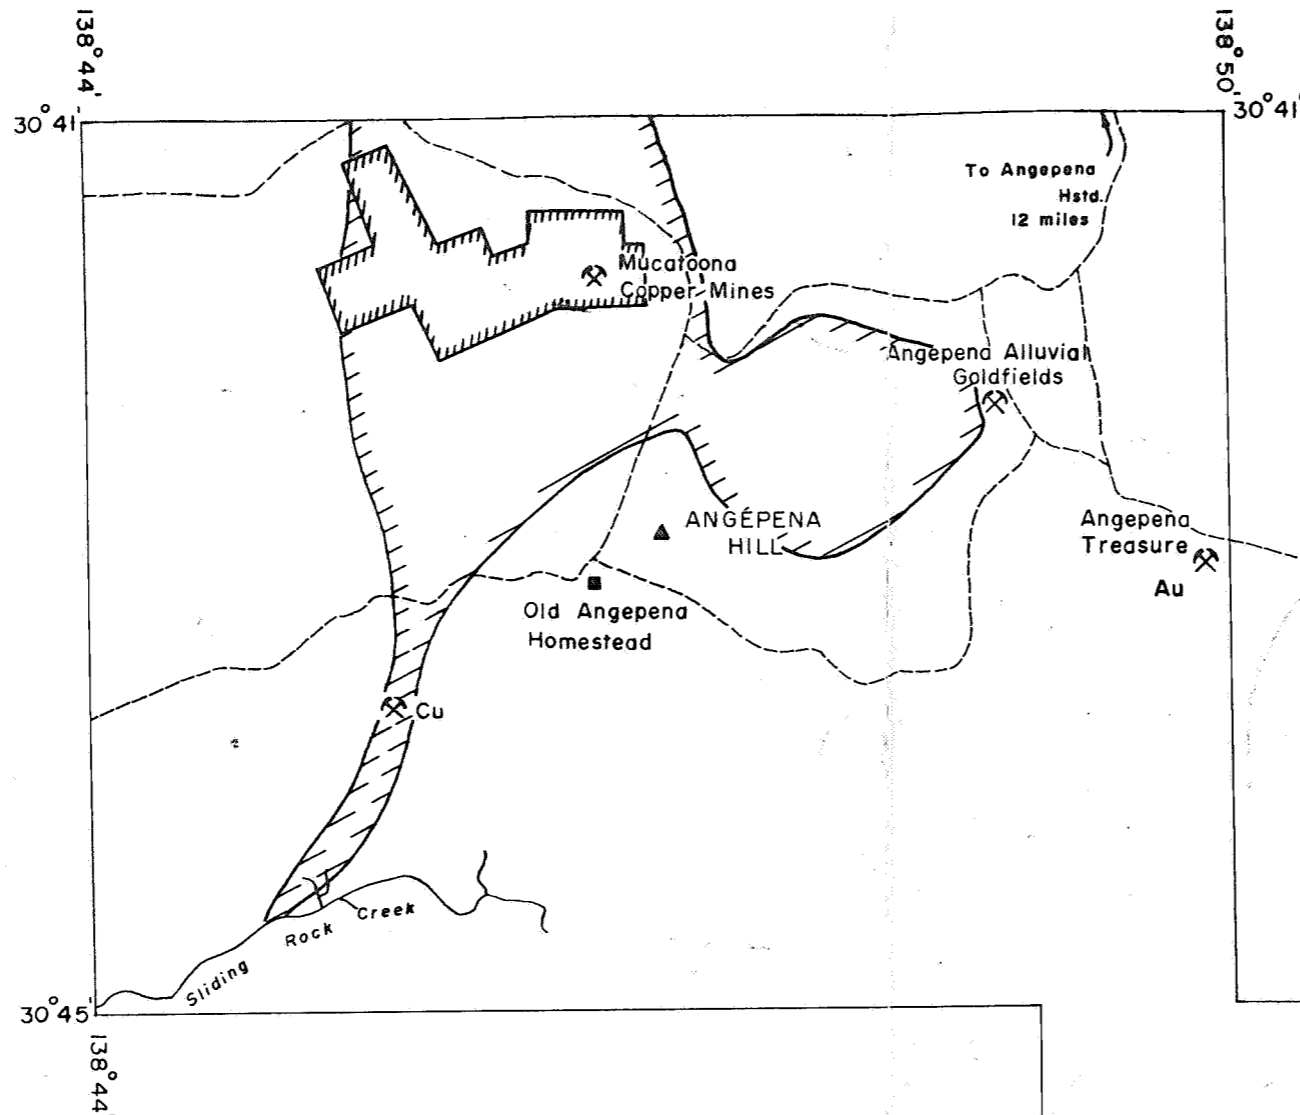 138°44'
138°50'
30°41'
30°41'
To Angepena
Hstd.
12 miles
Mucatoona
Copper Mines
Angepena Alluvial
Goldfields
ANGÉPENA
HILL
Angepena
Treasure
Au
Old Angepena
Homestead
Cu
Sliding Rock Creek
30°45'
138°44'